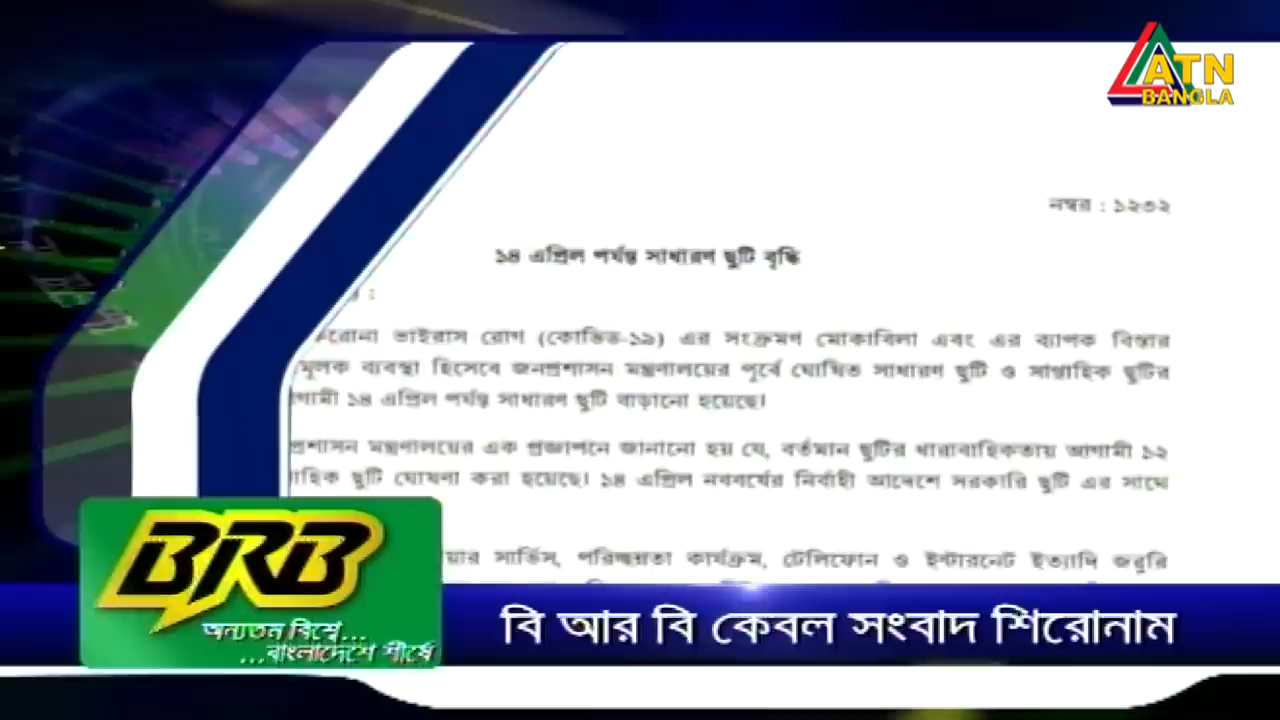 ATN
BANGLA
নম্বর : ১২৩২
১৪ এপ্রিল পর্যন্ত সাধারণ ছুটি বৃদ্ধি
:
রোনা ভাইরাস রোগ (কোভিড-১৯) এর সংক্রমণ মোকাবিলা এবং এর ব্যাপক বিস্তার
মূলক ব্যবস্থা হিসেবে জনপ্রশাসন মন্ত্রণালয়ের পূর্বে ঘোষিত সাধারণ ছুটি ও সাপ্তাহিক ছুটির
গামী ১৪ এপ্রিল পর্যন্ত সাধারণ ছুটি বাড়ানো হয়েছে।
প্রশাসন মন্ত্রণালয়ের এক প্রজ্ঞাপনে জানানো হয় যে, বর্তমান ছুটির ধারাবাহিকতায় আগামী ১২
াহিক ছুটি ঘোষণা করা হয়েছে। ১৪ এপ্রিল নববর্ষের নির্বাহী আদেশে সরকারি ছুটি এর সাথে
য়ার সার্ভিস, পরিচ্ছন্নতা কার্যক্রম, টেলিফোন ও ইন্টারনেট ইত্যাদি জরুরি
BRB
অন্যতম বিশ্বে...
...বাংলাদেশে শীর্ষে
বি আর বি কেবল সংবাদ শিরোনাম